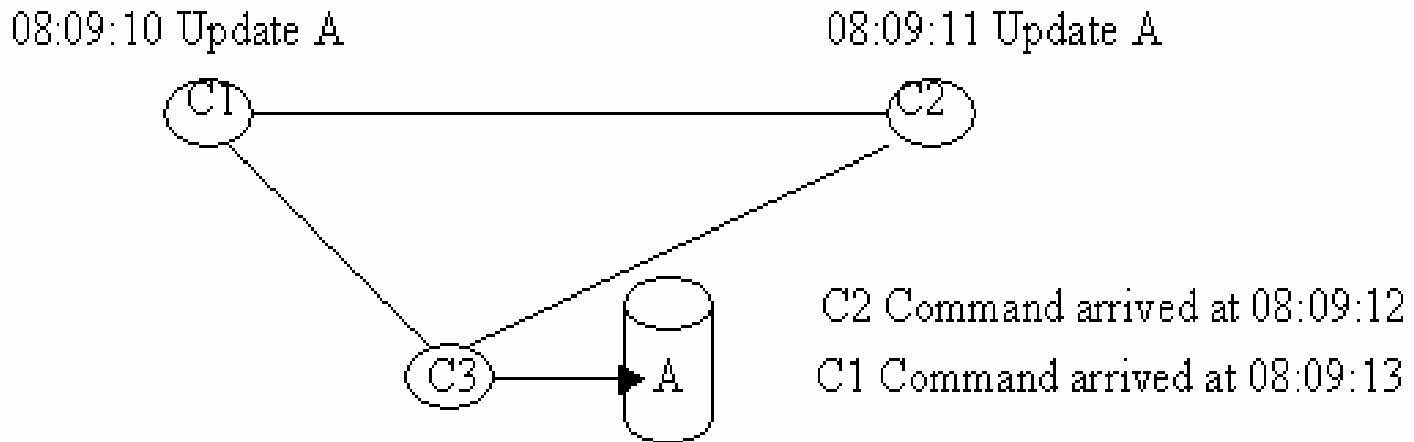 08:09:10 Update A
08:09:11 Update A
C1
C2
C2 Command arrived at 08:09:12
C3
A
C1 Command arrived at 08:09:13